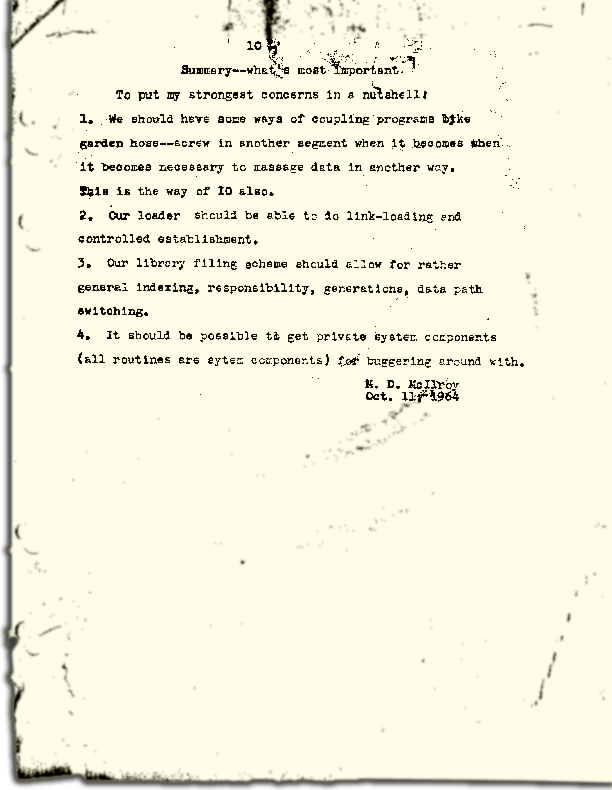 10
Summary--what's most important.
To put my strongest concerns in a nutshell:
1. We should have some ways of coupling programs like
garden hose--screw in another segment when it becomes when
it becomes necessary to massage data in another way.
This is the way of IO also.
2. Our loader should be able to do link-loading and
controlled establishment.
3. Our library filing scheme should allow for rather
general indexing, responsibility, generations, data path
switching.
4. It should be possible to get private system components
(all routines are sytem components) for buggering around with.
M. D. McIlroy
Oct. 11, 1964